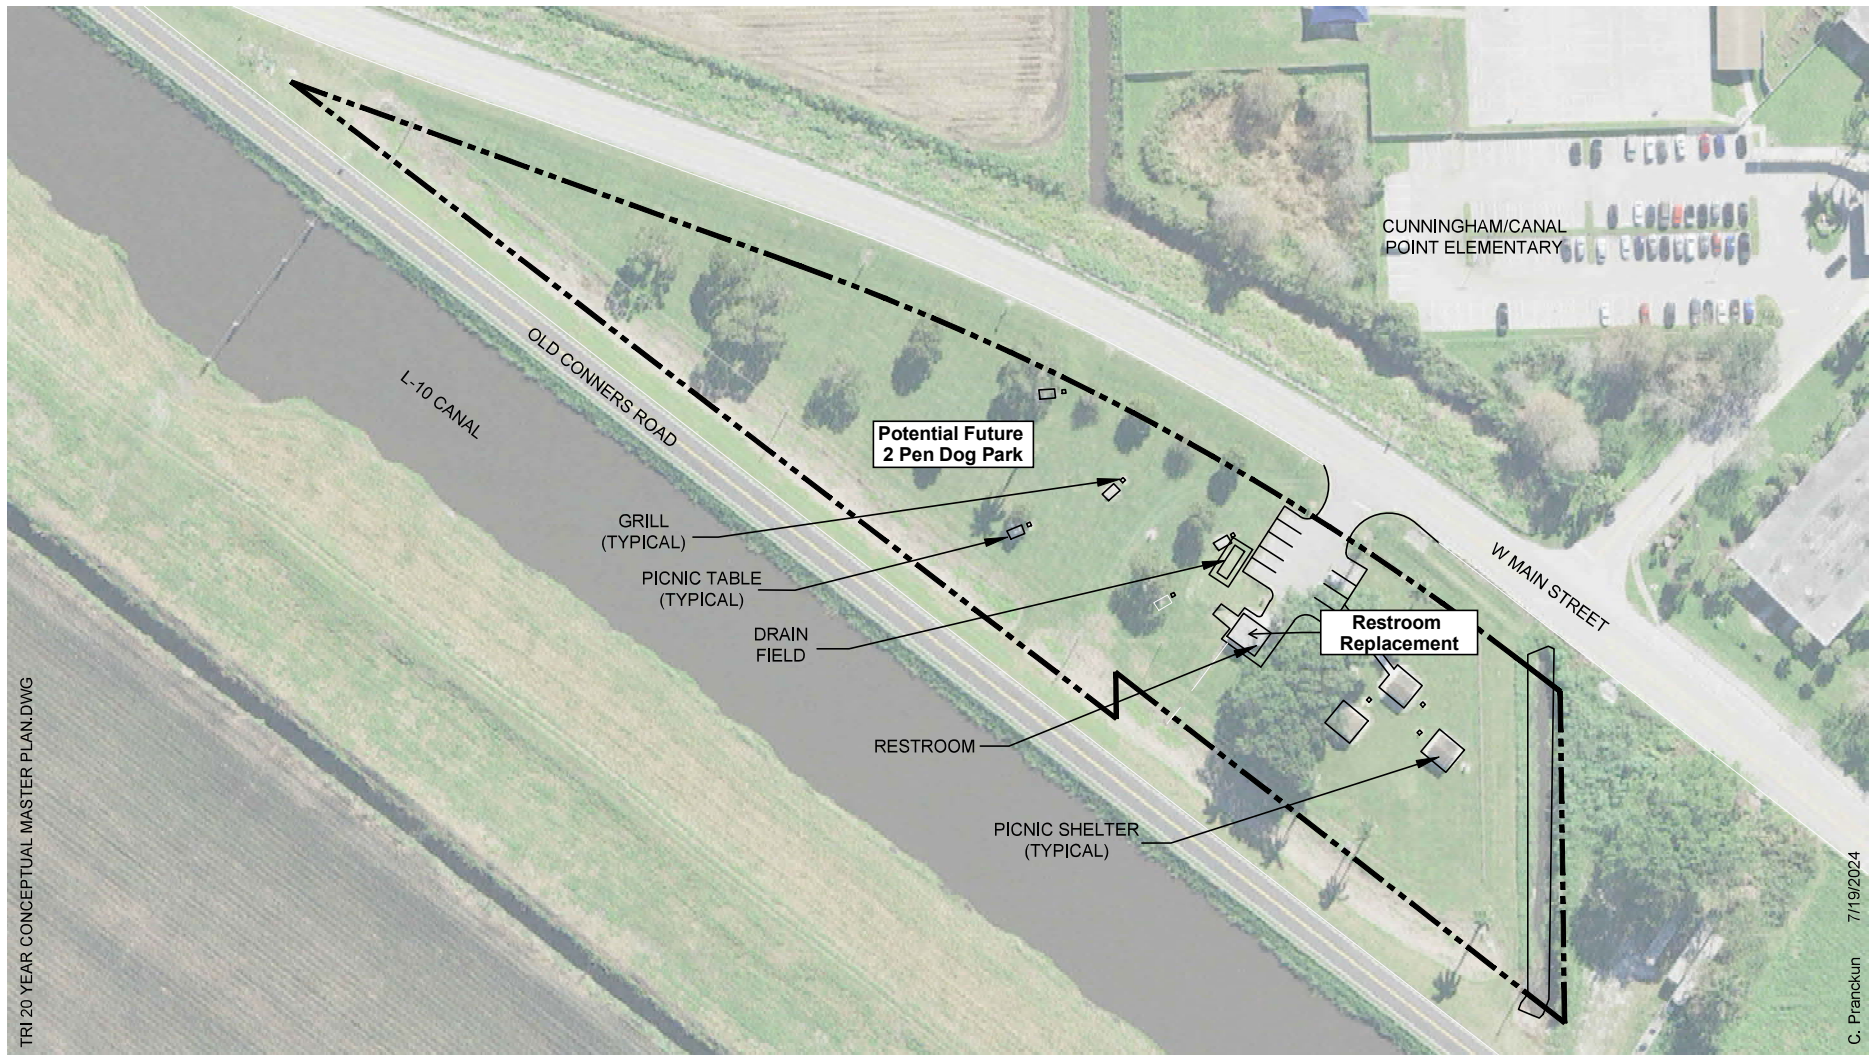 CUNNINGHAM/CANAL
POINT ELEMENTARY
OLD CONNERS ROAD
L-10 CANAL
Potential Future
2 Pen Dog Park
GRILL
(TYPICAL)
PICNIC TABLE
(TYPICAL)
DRAIN
FIELD
W MAIN STREET
Restroom
Replacement
RESTROOM
PICNIC SHELTER
(TYPICAL)
TRI 20 YEAR CONCEPTUAL MASTER PLAN.DWG
C. Pranckun 7/19/2024